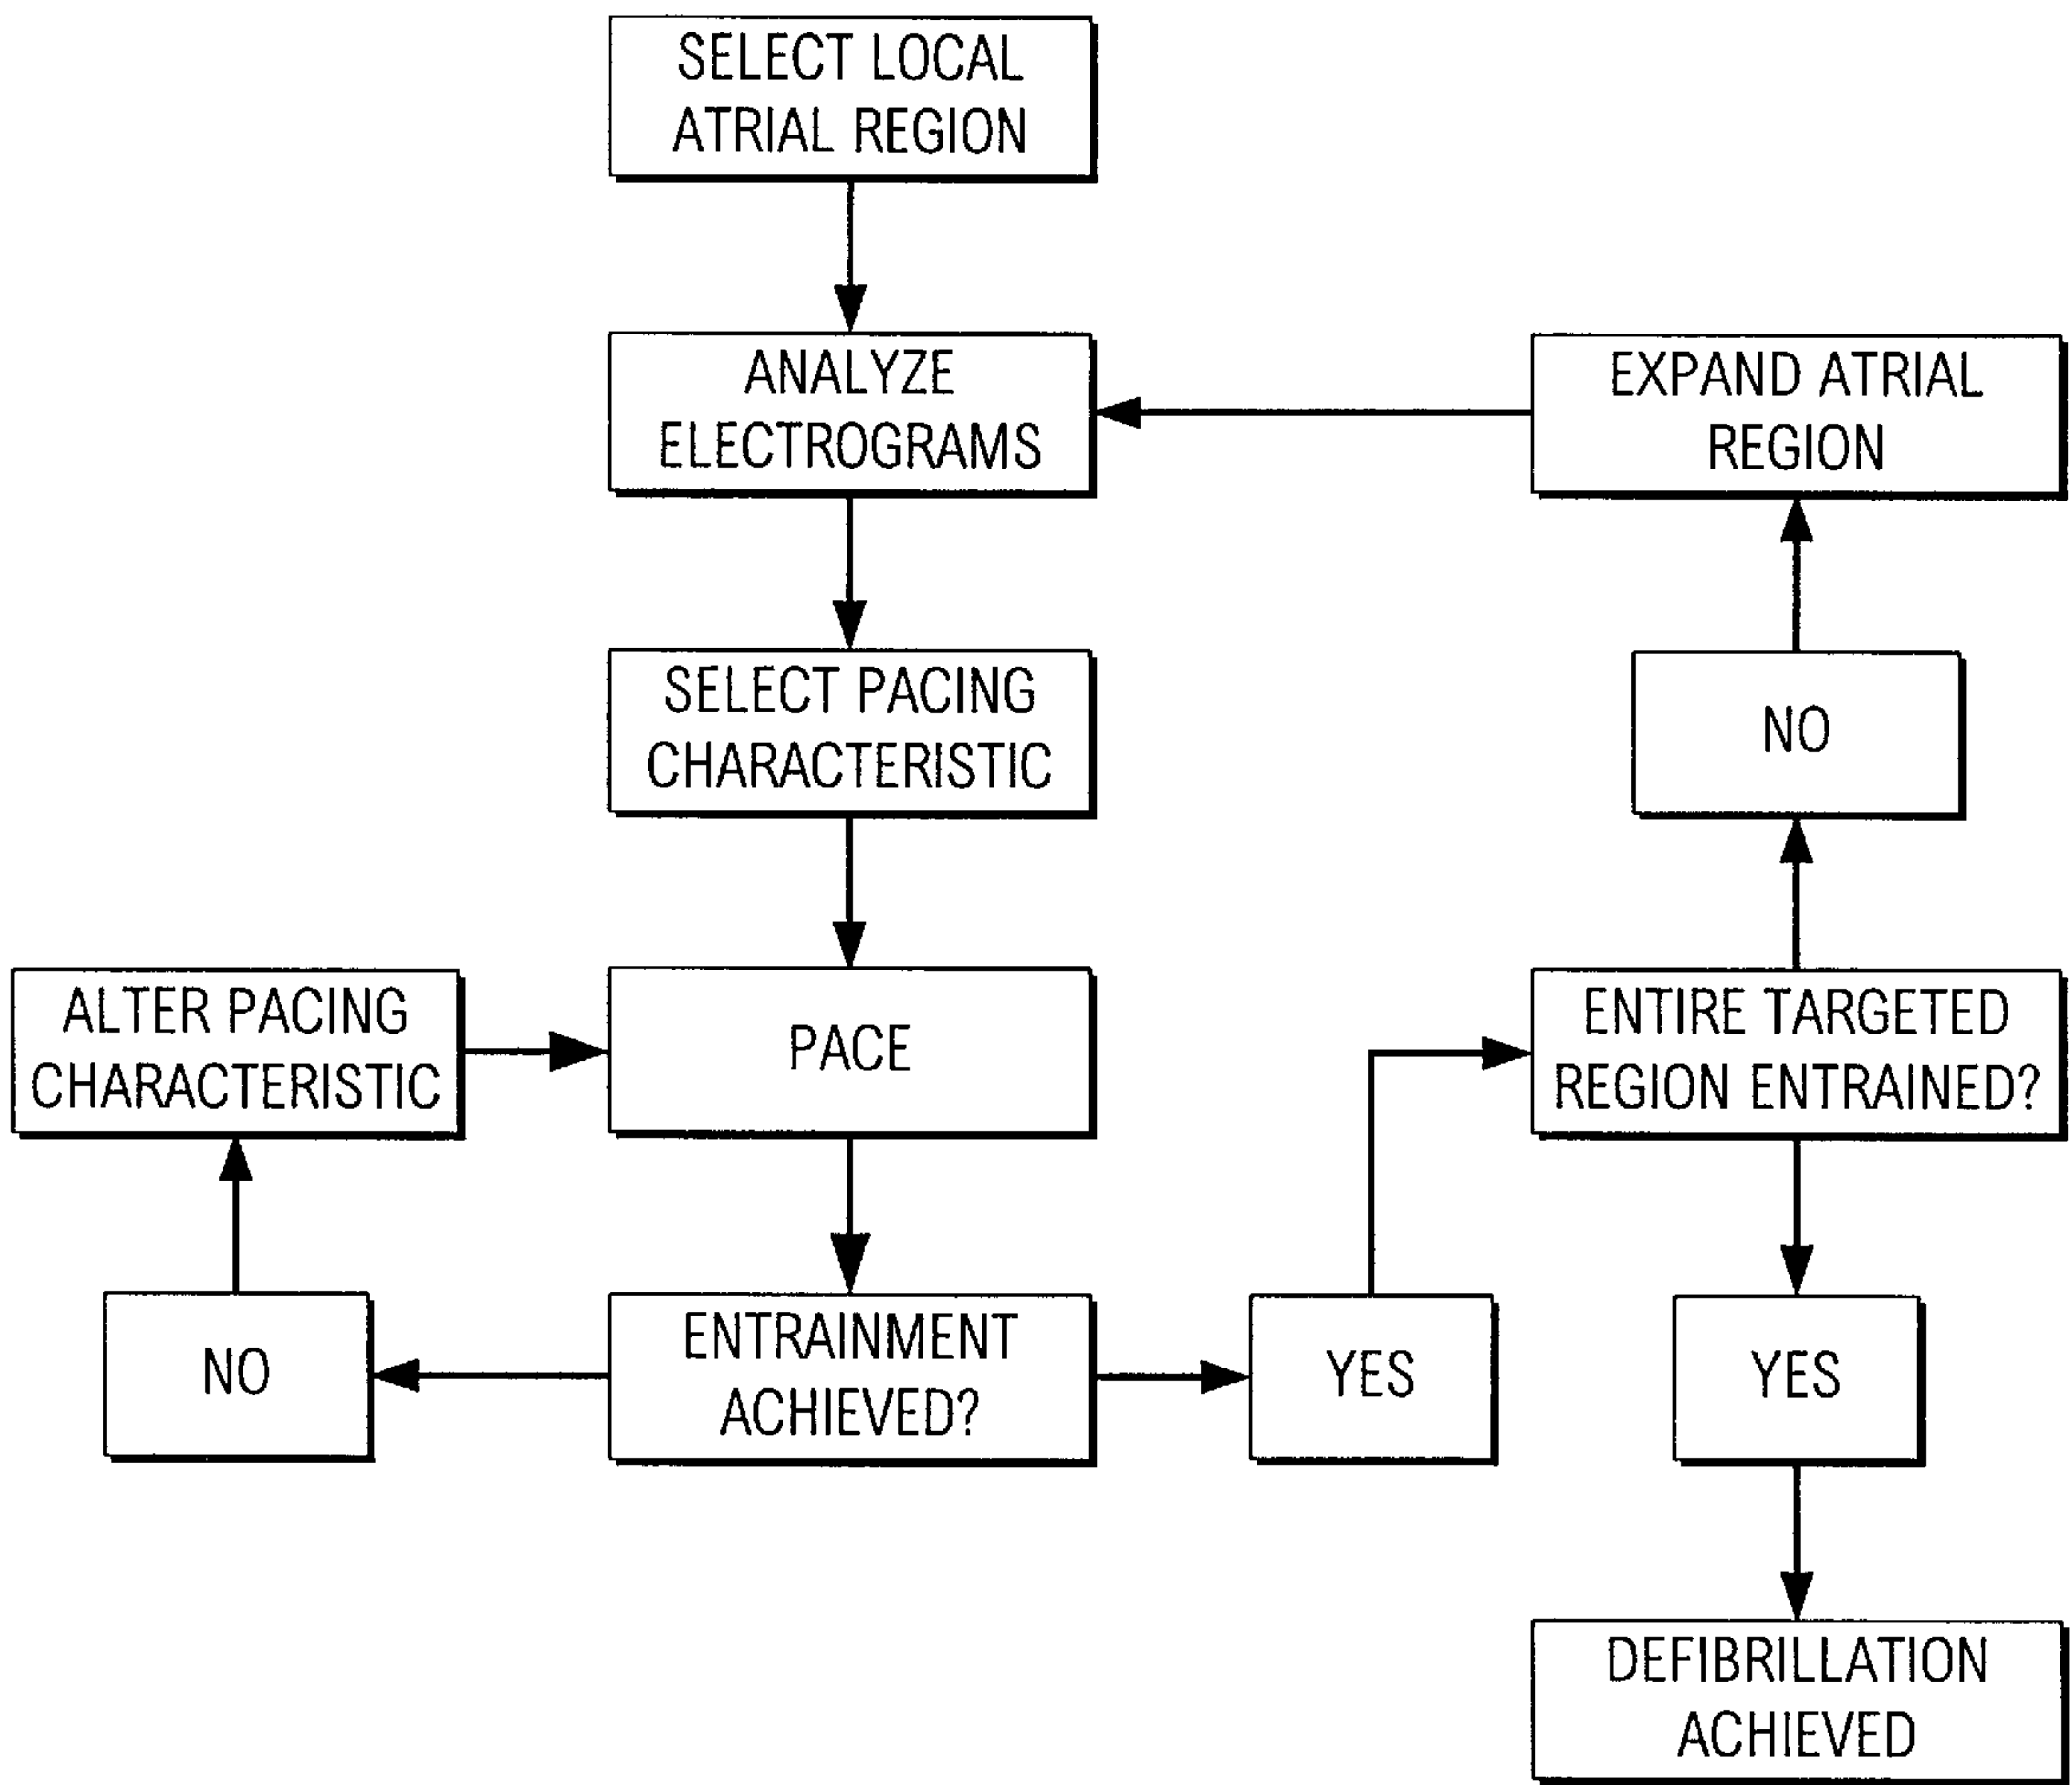 SELECT LOCAL
ATRIAL REGION
ANALYZE
ELECTROGRAMS
EXPAND ATRIAL
REGION
SELECT PACING
CHARACTERISTIC
NO
ALTER PACING
CHARACTERISTIC
PACE
ENTIRE TARGETED
REGION ENTRAINED?
NO
ENTRAINMENT
ACHIEVED?
YES
YES
DEFIBRILLATION
ACHIEVED